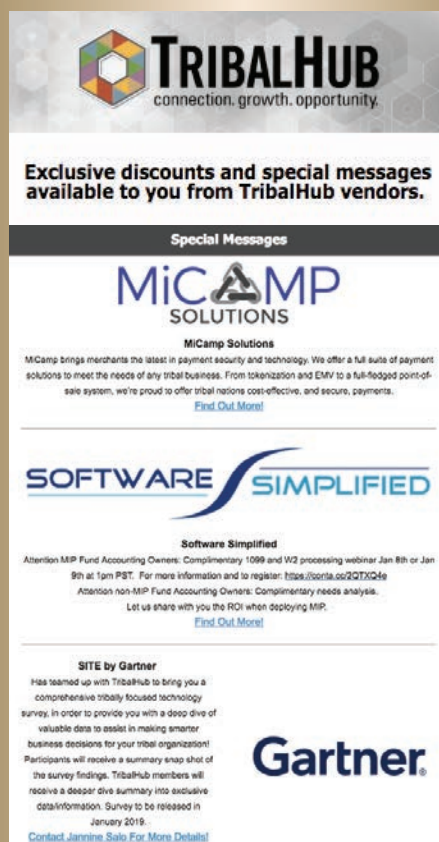 TRIBALHUB
connection. growth. opportunity.
Exclusive discounts and special messages
available to you from TribalHub vendors.
Special Messages
MiCAMP
SOLUTIONS
MiCamp Solutions
MiCamp brings merchants the latest in payment security and technology. We offer a full suite of payment
solutions to meet the needs of any tribal business. From tokenization and EMV to a full-fledged point-of-
sale system, we're proud to offer tribal nations cost-effective, and secure, payments.
Find Out More!
SOFTWARE SIMPLIFIED
Software Simplified
Attention MIP Fund Accounting Owners: Complimentary 1099 and W2 processing webinar Jan 8th or Jan
9th at 1pm PST. For more information and to register: https://conta.cc/2QTXQ4e
Attention non-MIP Fund Accounting Owners: Complimentary needs analysis.
Let us share with you the ROI when deploying MIP.
Find Out More!
SITE by Gartner
Has teamed up with TribalHub to bring you a
comprehensive tribally focused technology
survey, in order to provide you with a deep dive of
valuable data to assist in making smarter
business decisions for your tribal organization!
Participants will receive a summary snap shot of
the survey findings. TribalHub members will
receive a deeper dive summary into exclusive
data/information. Survey to be released in
January 2019.
Contact Jannine Salo For More Details!
Gartner.